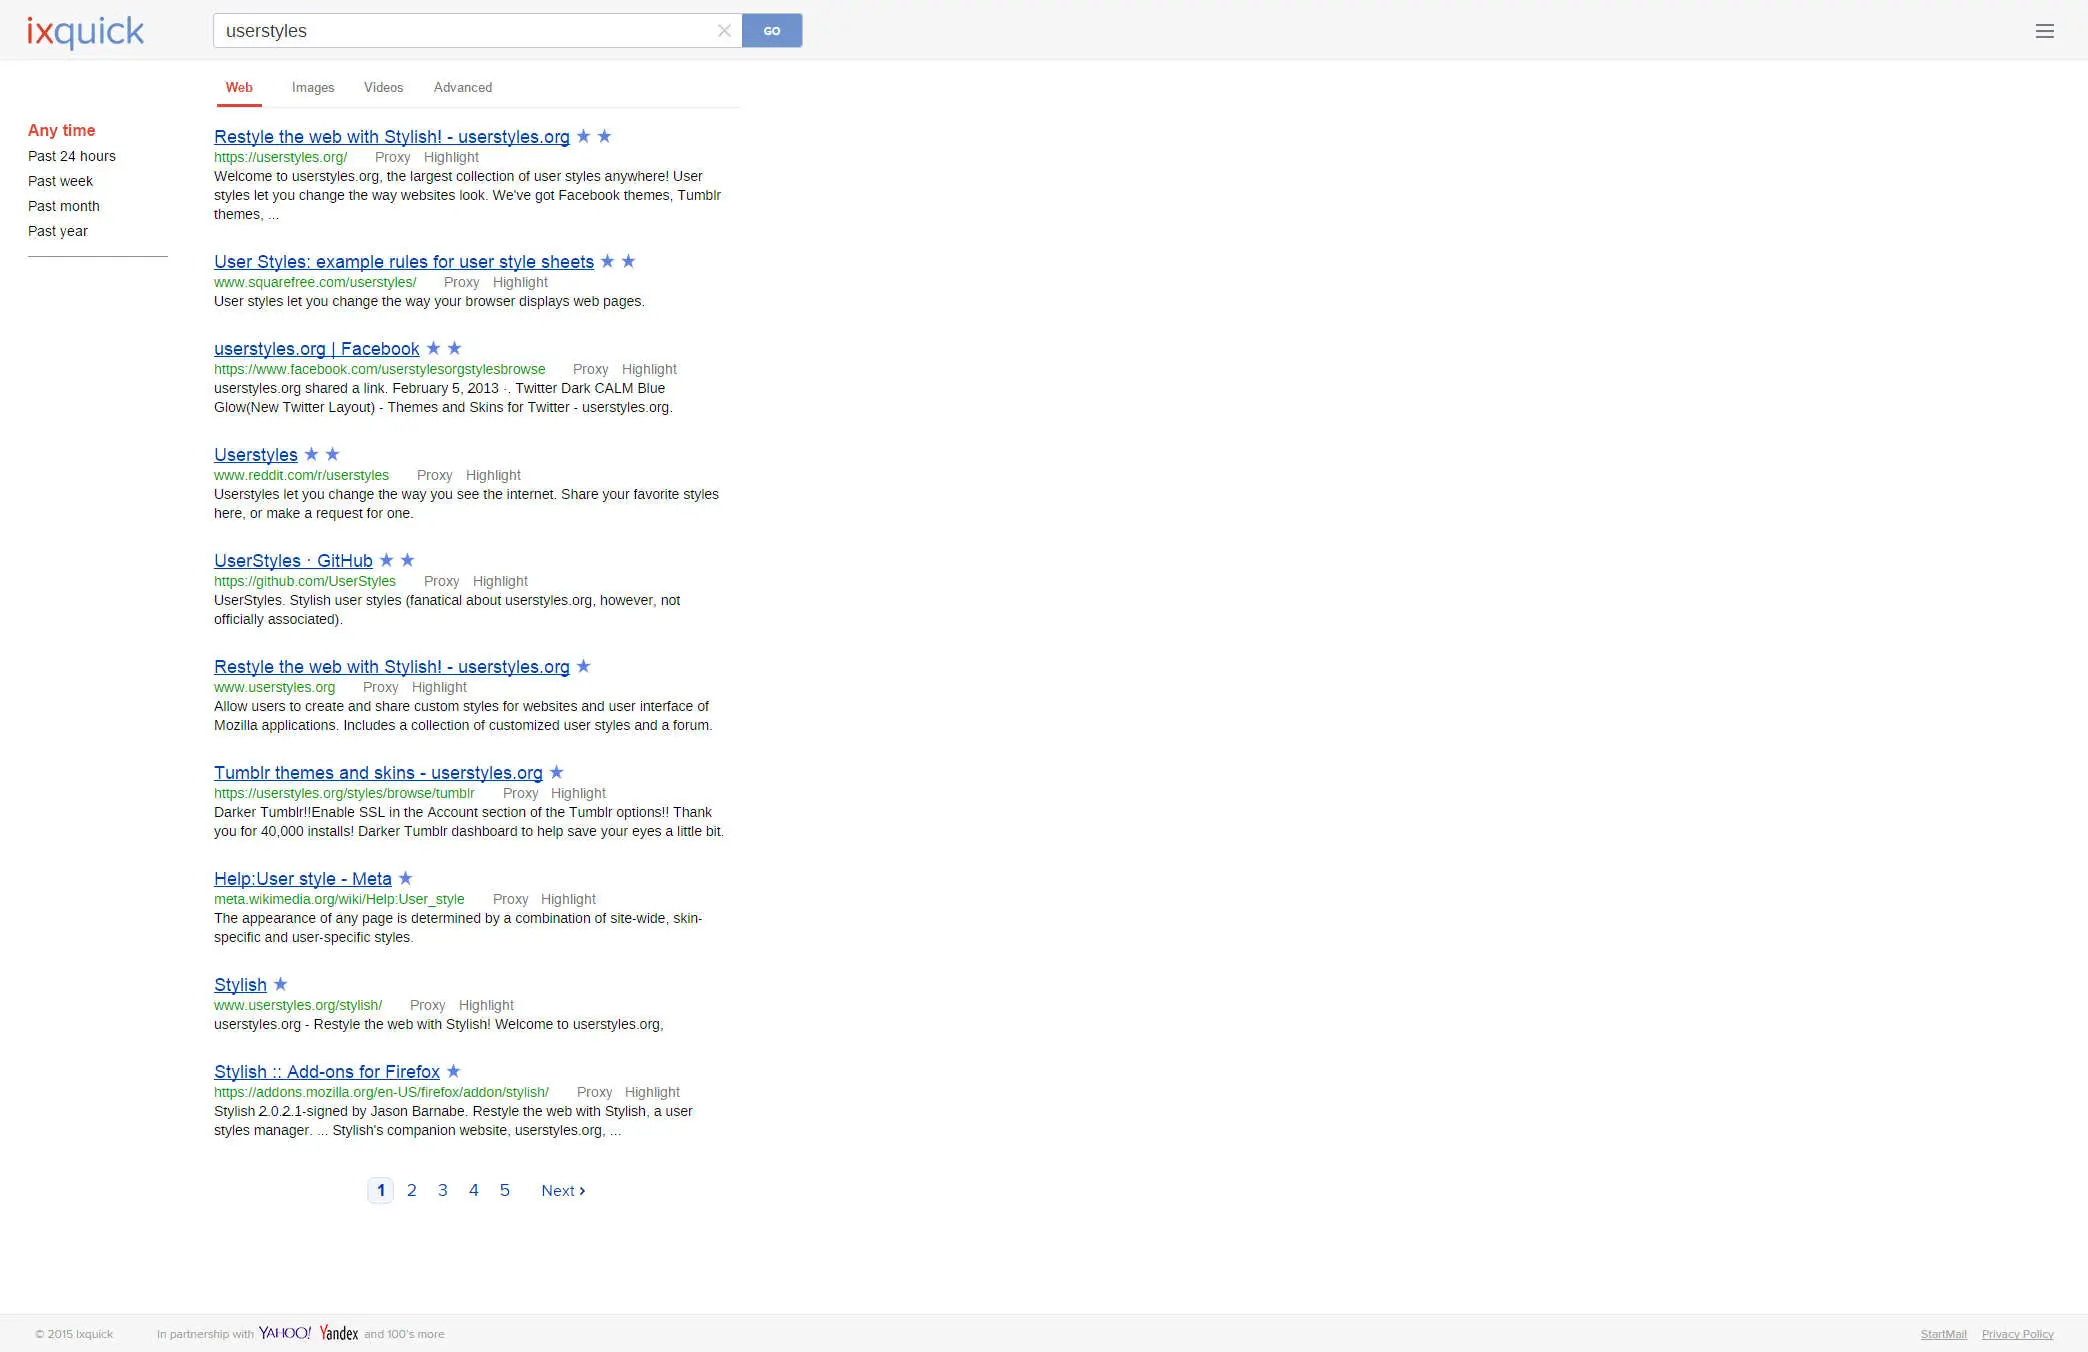 ixquick
userstyles
GO
Web Images Videos Advanced
Any time
Past 24 hours
Past week
Past month
Past year
Restyle the web with Stylish! - userstyles.org
https://userstyles.org/ Proxy Highlight
Welcome to userstyles.org, the largest collection of user styles anywhere! User
styles let you change the way websites look. We've got Facebook themes, Tumblr
themes, ...
User Styles: example rules for user style sheets
www.squarefree.com/userstyles/ Proxy Highlight
User styles let you change the way your browser displays web pages.
userstyles.org | Facebook
https://www.facebook.com/userstylesorgstylesbrowse Proxy Highlight
userstyles.org shared a link. February 5, 2013 ·. Twitter Dark CALM Blue
Glow(New Twitter Layout) - Themes and Skins for Twitter - userstyles.org.
Userstyles
www.reddit.com/r/userstyles Proxy Highlight
Userstyles let you change the way you see the internet. Share your favorite styles
here, or make a request for one.
UserStyles · GitHub
https://github.com/UserStyles Proxy Highlight
UserStyles. Stylish user styles (fanatical about userstyles.org, however, not
officially associated).
Restyle the web with Stylish! - userstyles.org
www.userstyles.org Proxy Highlight
Allow users to create and share custom styles for websites and user interface of
Mozilla applications. Includes a collection of customized user styles and a forum.
Tumblr themes and skins - userstyles.org
https://userstyles.org/styles/browse/tumblr Proxy Highlight
Darker Tumblr!!Enable SSL in the Account section of the Tumblr options!! Thank
you for 40,000 installs! Darker Tumblr dashboard to help save your eyes a little bit.
Help:User style - Meta
meta.wikimedia.org/wiki/Help:User_style Proxy Highlight
The appearance of any page is determined by a combination of site-wide, skin-
specific and user-specific styles.
Stylish
www.userstyles.org/stylish/ Proxy Highlight
userstyles.org - Restyle the web with Stylish! Welcome to userstyles.org,
Stylish :: Add-ons for Firefox
https://addons.mozilla.org/en-US/firefox/addon/stylish/ Proxy Highlight
Stylish 2.0.2.1-signed by Jason Barnabe. Restyle the web with Stylish, a user
styles manager. ... Stylish's companion website, userstyles.org, ...
1 2 3 4 5 Next ›
© 2015 Ixquick In partnership with YAHOO! Yandex and 100's more StartMail Privacy Policy